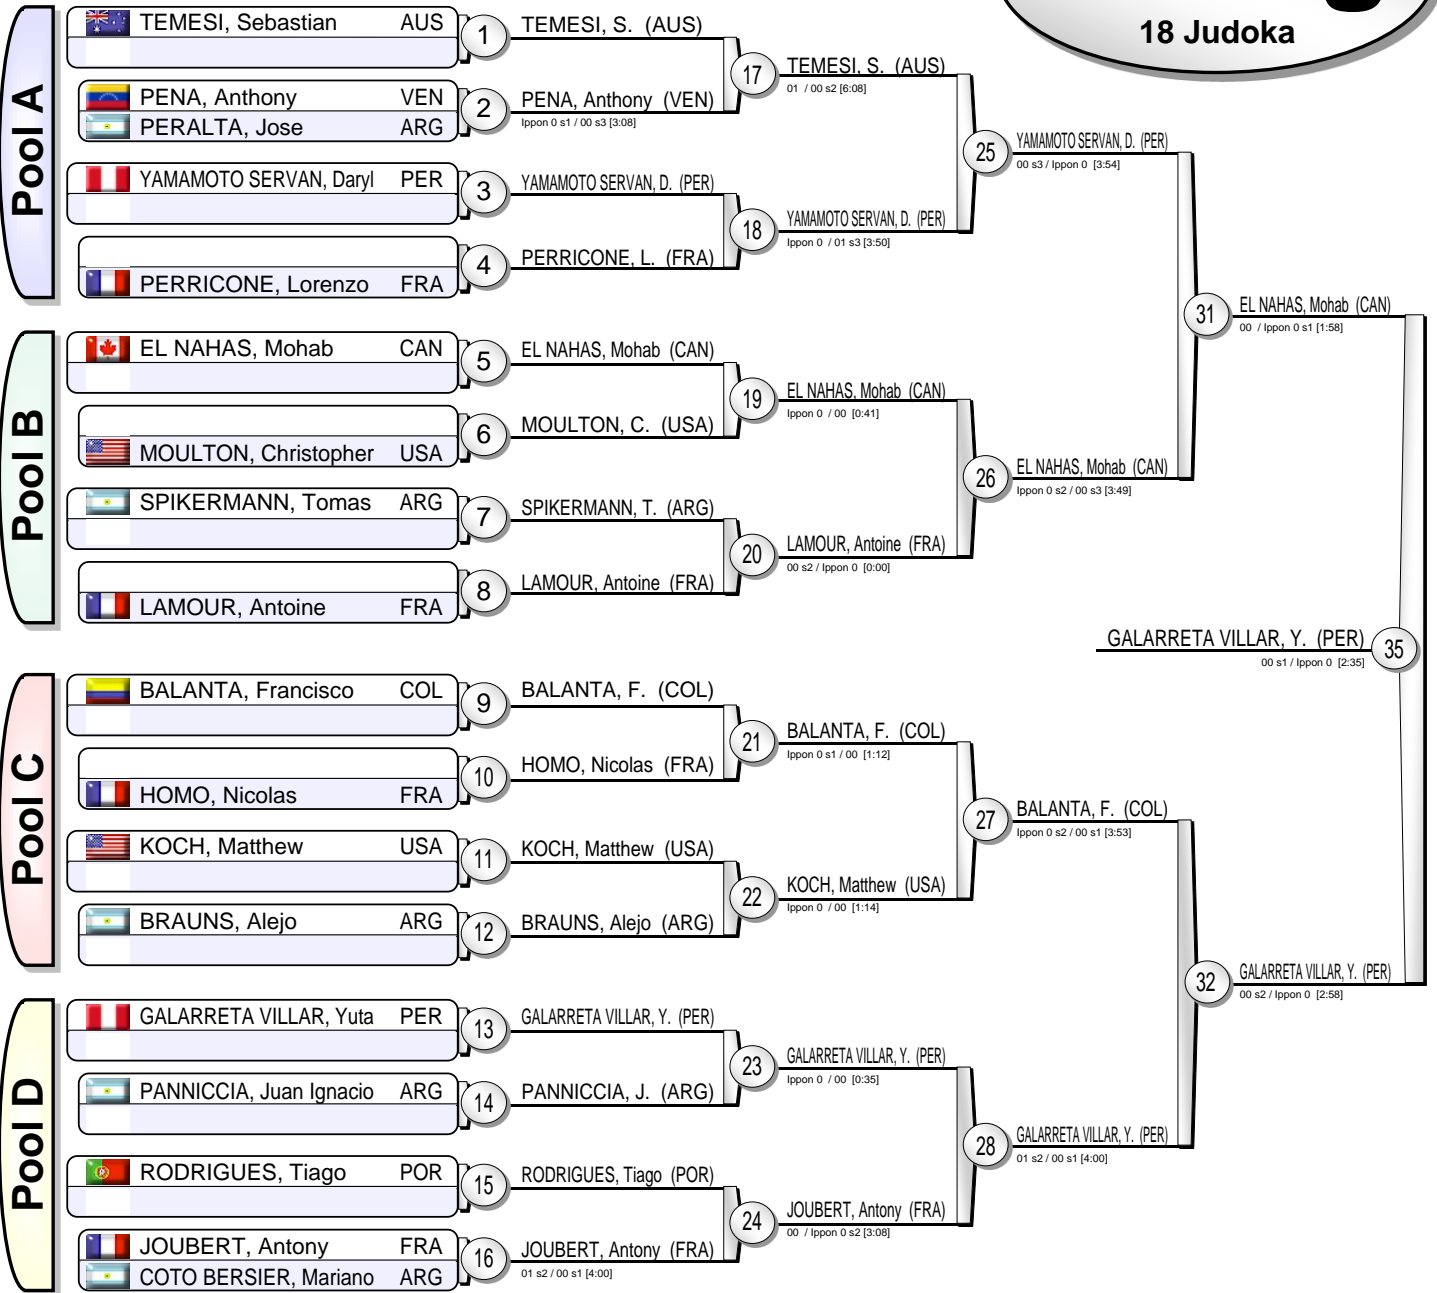 18 Judoka
Pool A
TEMESI, Sebastian AUS
1
TEMESI, S. (AUS)
PENA, Anthony VEN
PERALTA, Jose ARG
2
PENA, Anthony (VEN)
Ippon 0 s1 / 00 s3 [3:08]
17
TEMESI, S. (AUS)
01 / 00 s2 [6:08]
YAMAMOTO SERVAN, Daryl PER
3
YAMAMOTO SERVAN, D. (PER)
PERRICONE, Lorenzo FRA
4
PERRICONE, L. (FRA)
18
YAMAMOTO SERVAN, D. (PER)
Ippon 0 / 01 s3 [3:50]
25
YAMAMOTO SERVAN, D. (PER)
00 s3 / Ippon 0 [3:54]
Pool B
EL NAHAS, Mohab CAN
5
EL NAHAS, Mohab (CAN)
MOULTON, Christopher USA
6
MOULTON, C. (USA)
19
EL NAHAS, Mohab (CAN)
Ippon 0 / 00 [0:41]
SPIKERMANN, Tomas ARG
7
SPIKERMANN, T. (ARG)
LAMOUR, Antoine FRA
8
LAMOUR, Antoine (FRA)
20
LAMOUR, Antoine (FRA)
00 s2 / Ippon 0 [0:00]
26
EL NAHAS, Mohab (CAN)
Ippon 0 s2 / 00 s3 [3:49]
31
EL NAHAS, Mohab (CAN)
00 / Ippon 0 s1 [1:58]
GALARRETA VILLAR, Y. (PER)
00 s1 / Ippon 0 [2:35]
35
Pool C
BALANTA, Francisco COL
9
BALANTA, F. (COL)
HOMO, Nicolas FRA
10
HOMO, Nicolas (FRA)
21
BALANTA, F. (COL)
Ippon 0 s1 / 00 [1:12]
KOCH, Matthew USA
11
KOCH, Matthew (USA)
BRAUNS, Alejo ARG
12
BRAUNS, Alejo (ARG)
22
KOCH, Matthew (USA)
Ippon 0 / 00 [1:14]
27
BALANTA, F. (COL)
Ippon 0 s2 / 00 s1 [3:53]
Pool D
GALARRETA VILLAR, Yuta PER
13
GALARRETA VILLAR, Y. (PER)
PANNICCIA, Juan Ignacio ARG
14
PANNICCIA, J. (ARG)
23
GALARRETA VILLAR, Y. (PER)
Ippon 0 / 00 [0:35]
RODRIGUES, Tiago POR
15
RODRIGUES, Tiago (POR)
JOUBERT, Antony FRA
COTO BERSIER, Mariano ARG
16
JOUBERT, Antony (FRA)
01 s2 / 00 s1 [4:00]
24
JOUBERT, Antony (FRA)
00 / Ippon 0 s2 [3:08]
28
GALARRETA VILLAR, Y. (PER)
01 s2 / 00 s1 [4:00]
32
GALARRETA VILLAR, Y. (PER)
00 s2 / Ippon 0 [2:58]